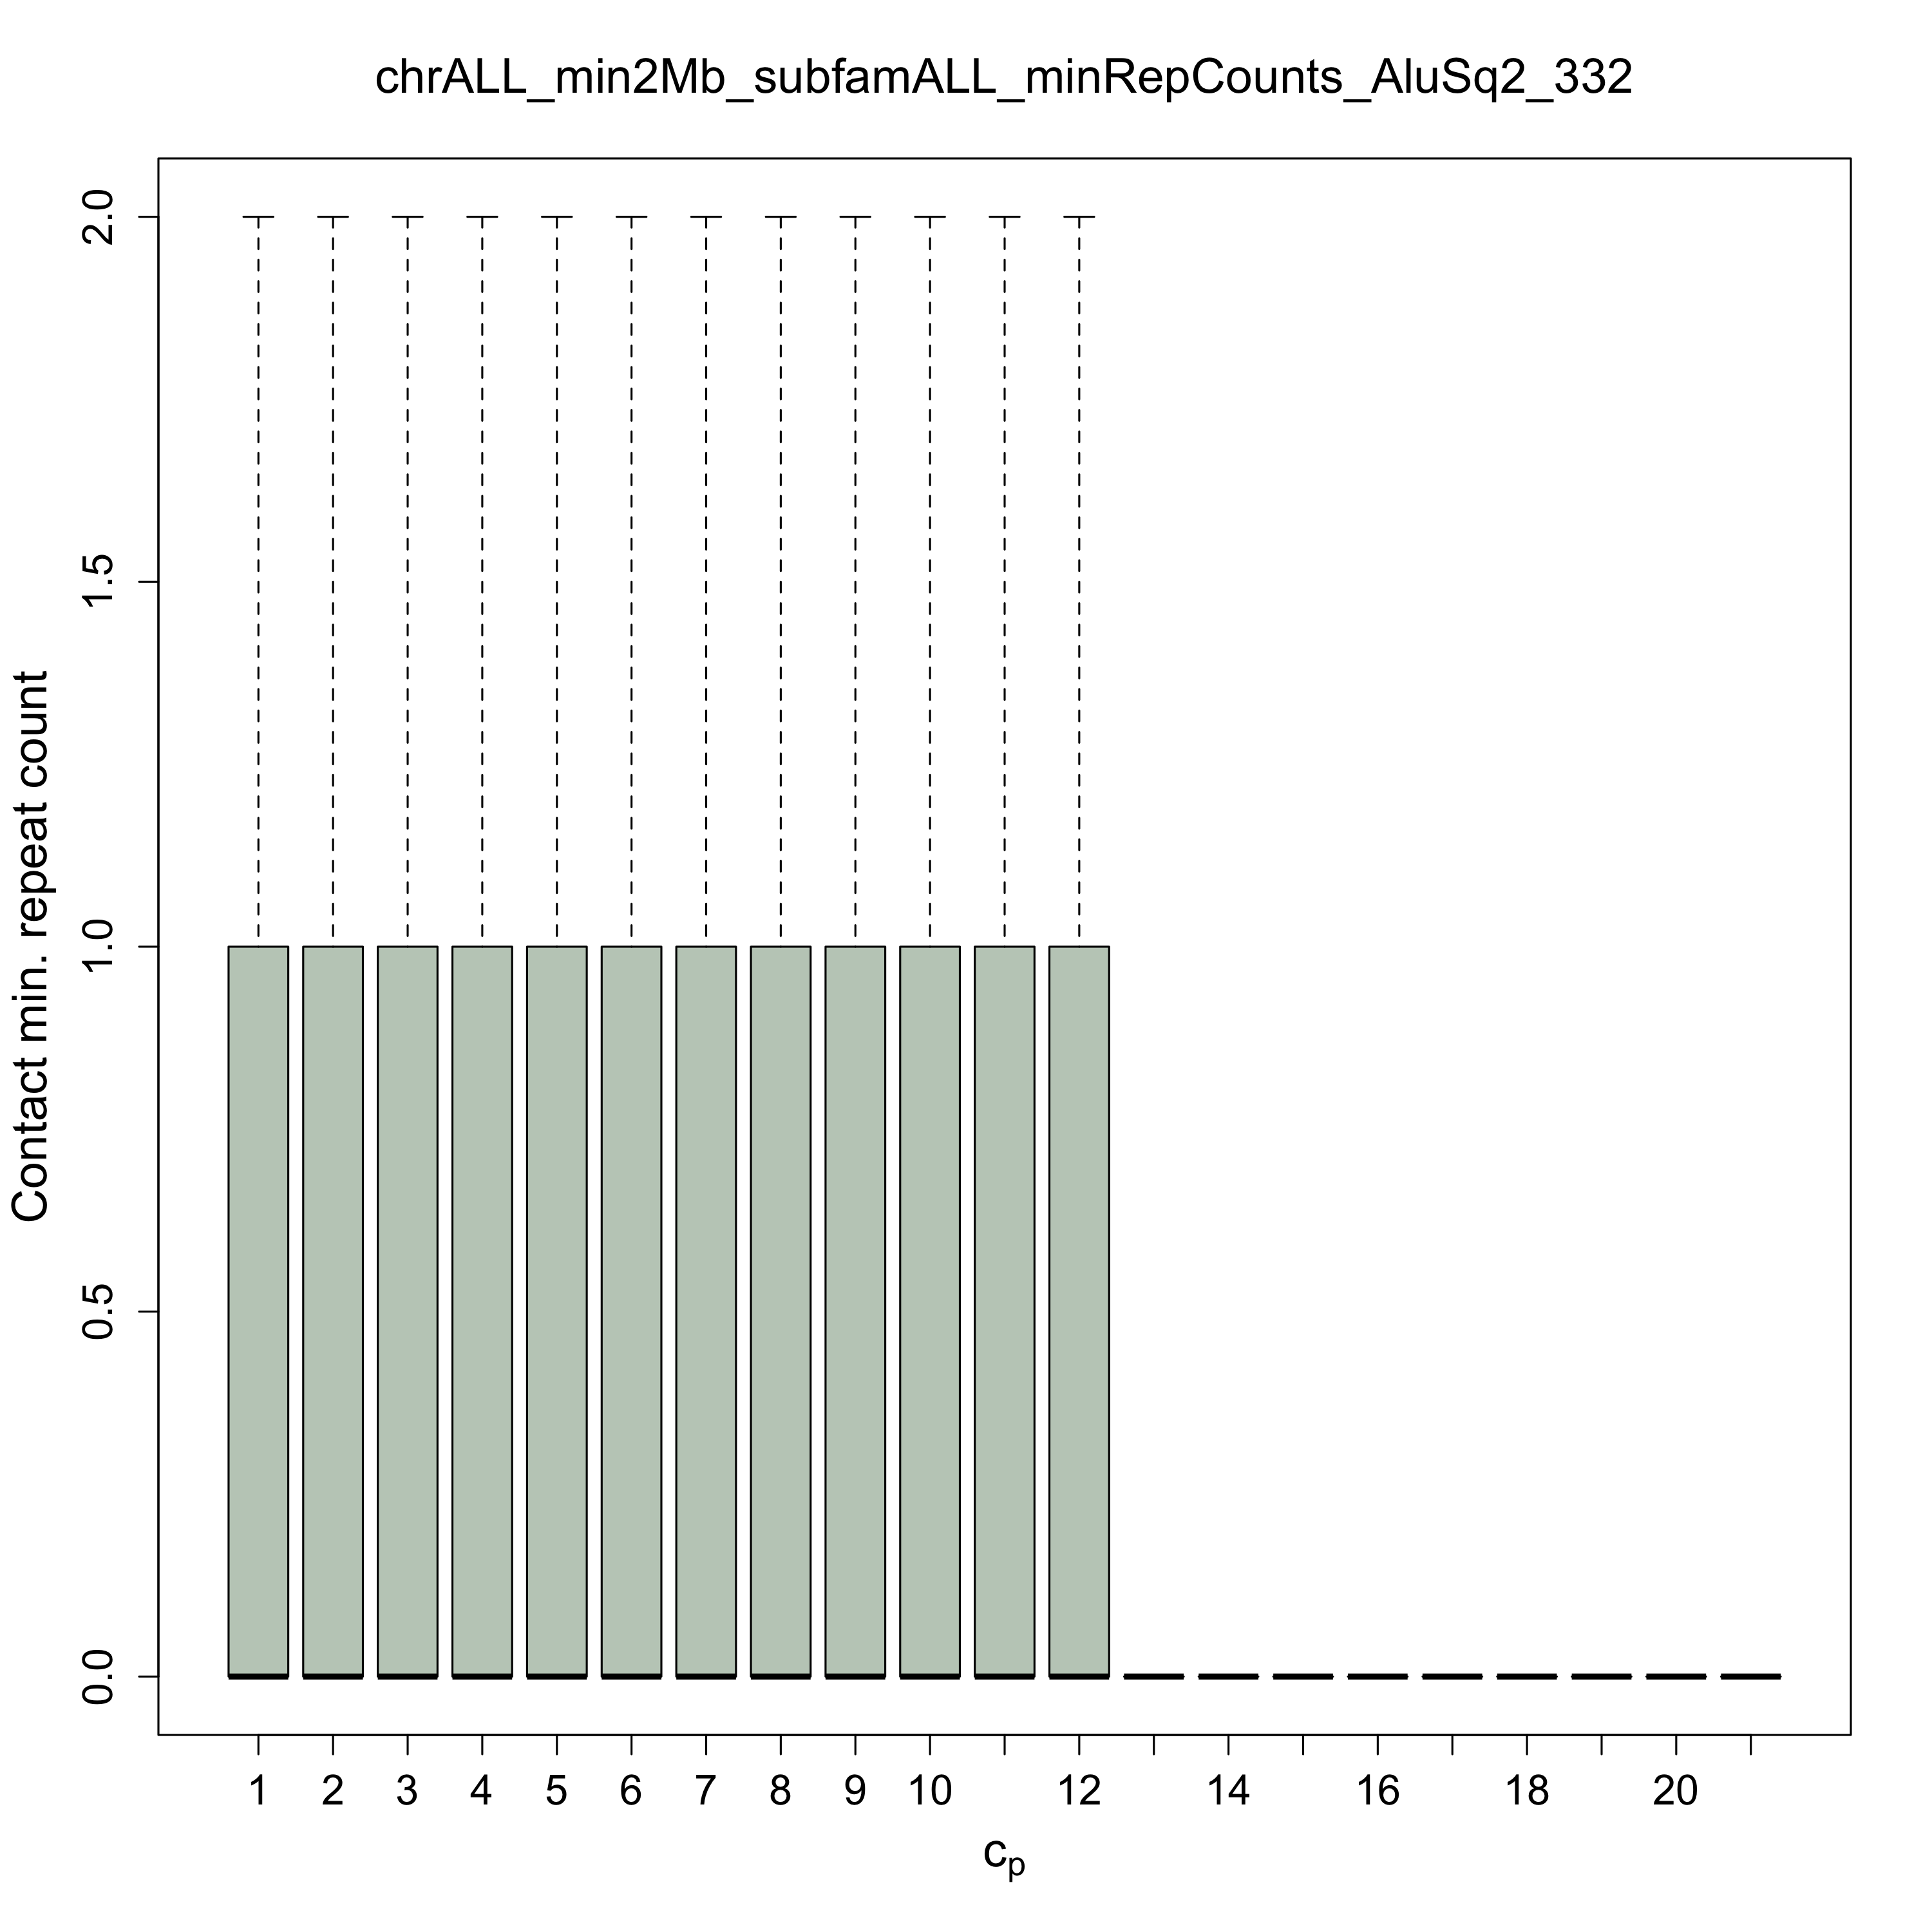 chrALL_min2Mb_subfamALL_minRepCounts_AluSq2_332
Contact min. repeat count
2.0
1.5
1.0
0.5
0.0
1 2 3 4 5 6 7 8 9 10 12 14 16 18 20
cp